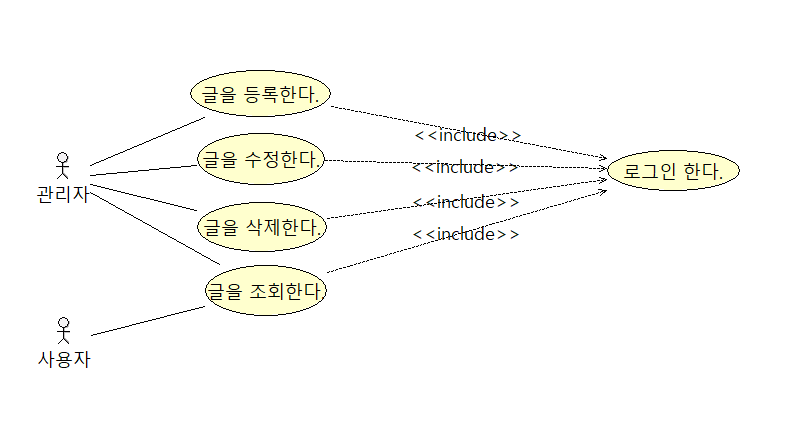 글을 등록한다.
<<include>>
글을 수정한다.
<<include>>
로그인 한다.
관리자
<<include>>
글을 삭제한다.
<<include>>
글을 조회한다.
사용자